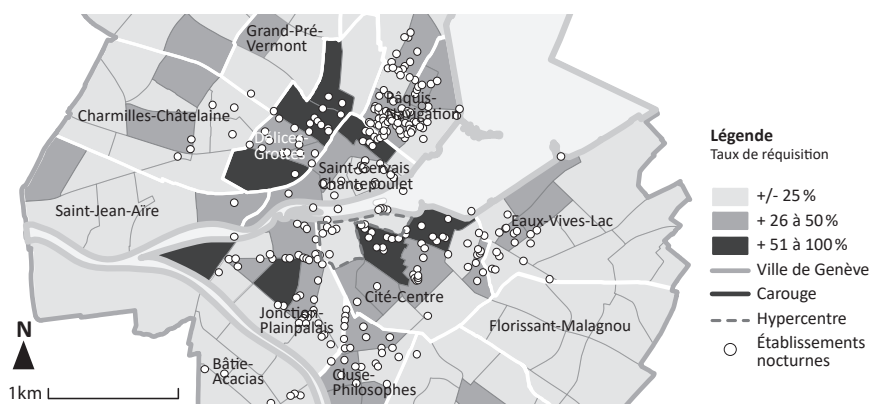 Grand-Pré-
Vermont
Charmilles-Châtelaine
Pâquis-
Navigation
Délices-
Grottes
Saint-Gervais
Chantepoulet
Saint-Jean-Aïre
Eaux-Vives-Lac
Cité-Centre
Jonction-
Plainpalais
Florissant-Malagnou
Bâtie-
Acacias
Cluse-
Philosophes
N
1km
Légende
Taux de réquisition
+/- 25 %
+ 26 à 50 %
+ 51 à 100 %
Ville de Genève
Carouge
Hypercentre
Établissements
nocturnes